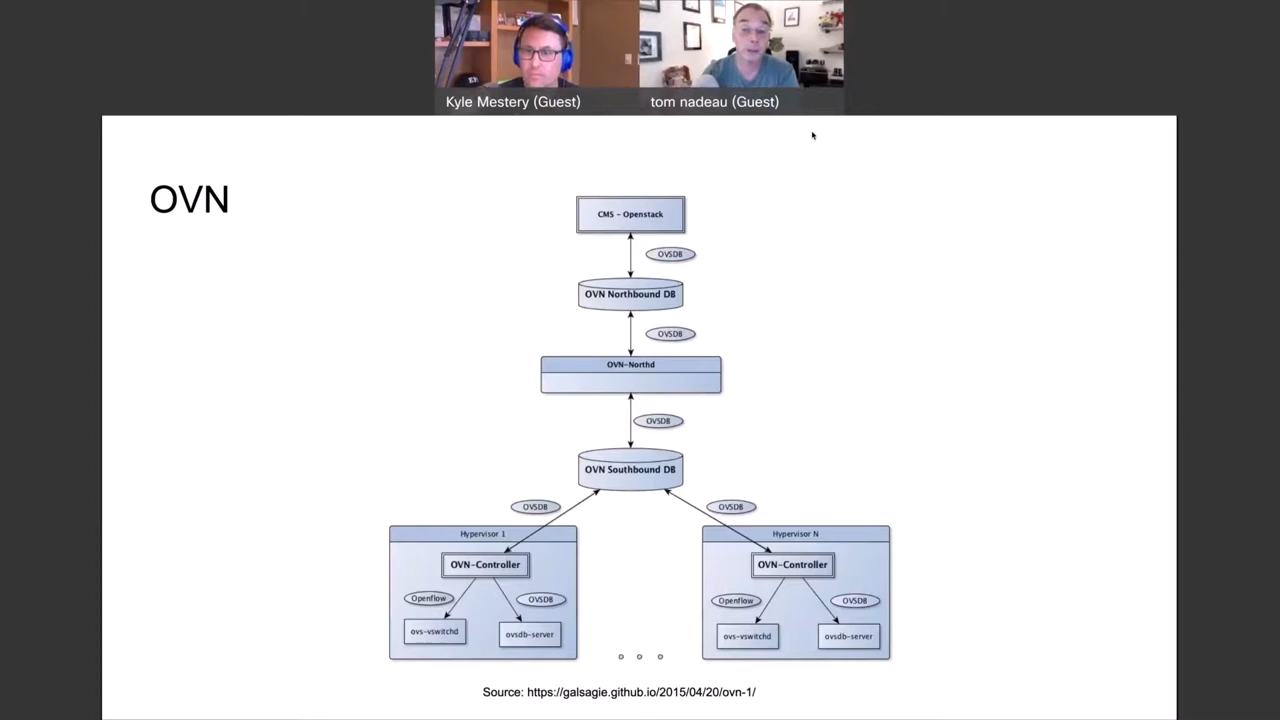 Kyle Mestery (Guest)
tom nadeau (Guest)
OVN
CMS - Openstack
OVSDB
OVN Northbound DB
OVSDB
OVN-Northd
OVSDB
OVN Southbound DB
OVSDB
OVSDB
Hypervisor 1
OVN-Controller
Openflow
OVSDB
ovs-vswitchd
ovsdb-server
Hypervisor N
OVN-Controller
Openflow
OVSDB
ovs-vswitchd
ovsdb-server
Source: https://galsagie.github.io/2015/04/20/ovn-1/